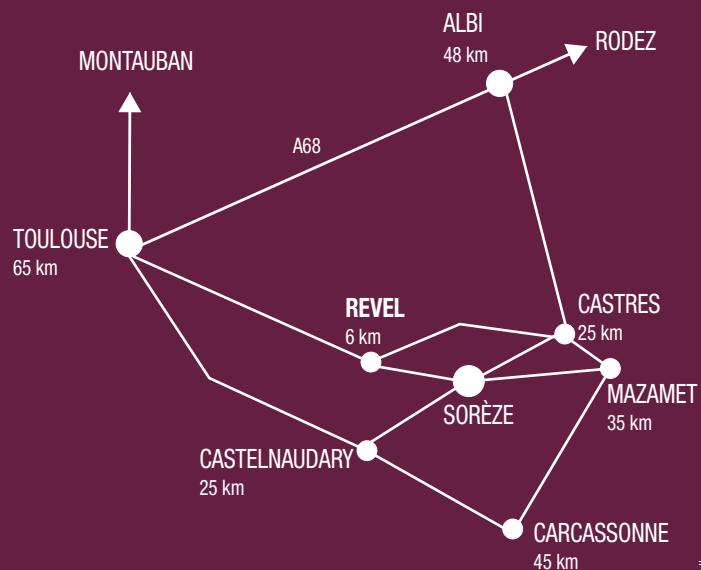 ALBI
48 km
RODEZ
MONTAUBAN
A68
TOULOUSE
65 km
REVEL
6 km
CASTRES
25 km
MAZAMET
35 km
SORÈZE
CASTELNAUDARY
25 km
CARCASSONNE
45 km